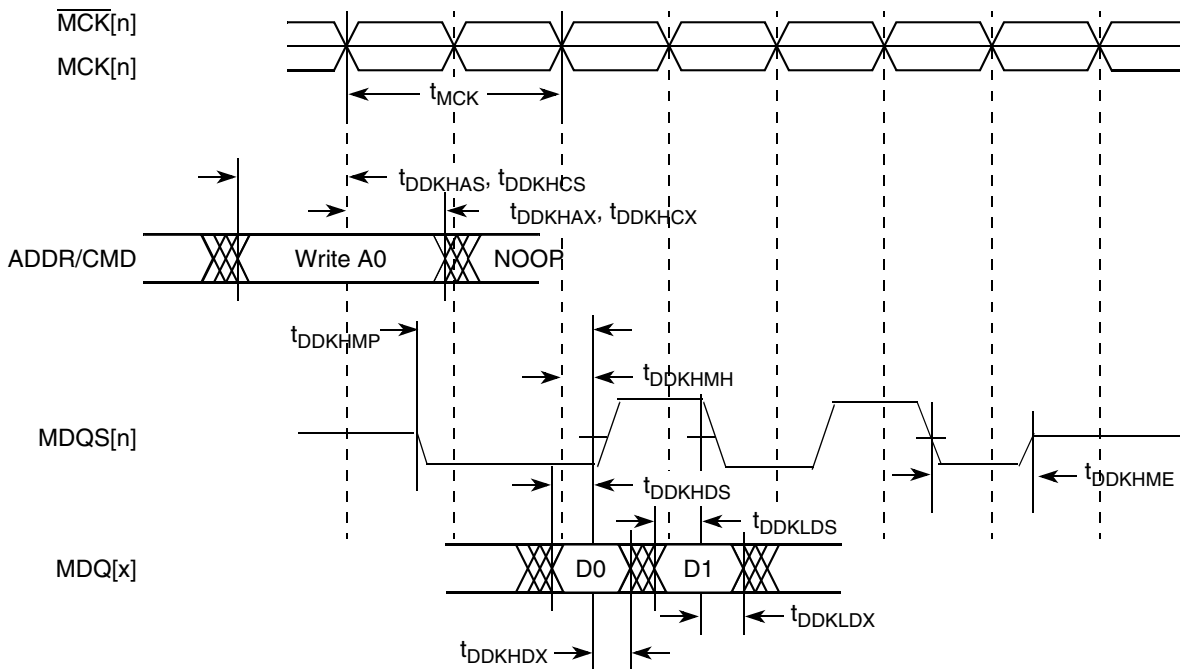 MCK[n]
MCK[n]
tMCK
tDDKHAS, tDDKHCS
tDDKHAX, tDDKHCX
ADDR/CMD
Write A0
NOOP
tDDKHMP
tDDKHMH
MDQS[n]
tDDKHDS
tDDKHME
tDDKLDS
MDQ[x]
D0
D1
tDDKLDX
tDDKHDX